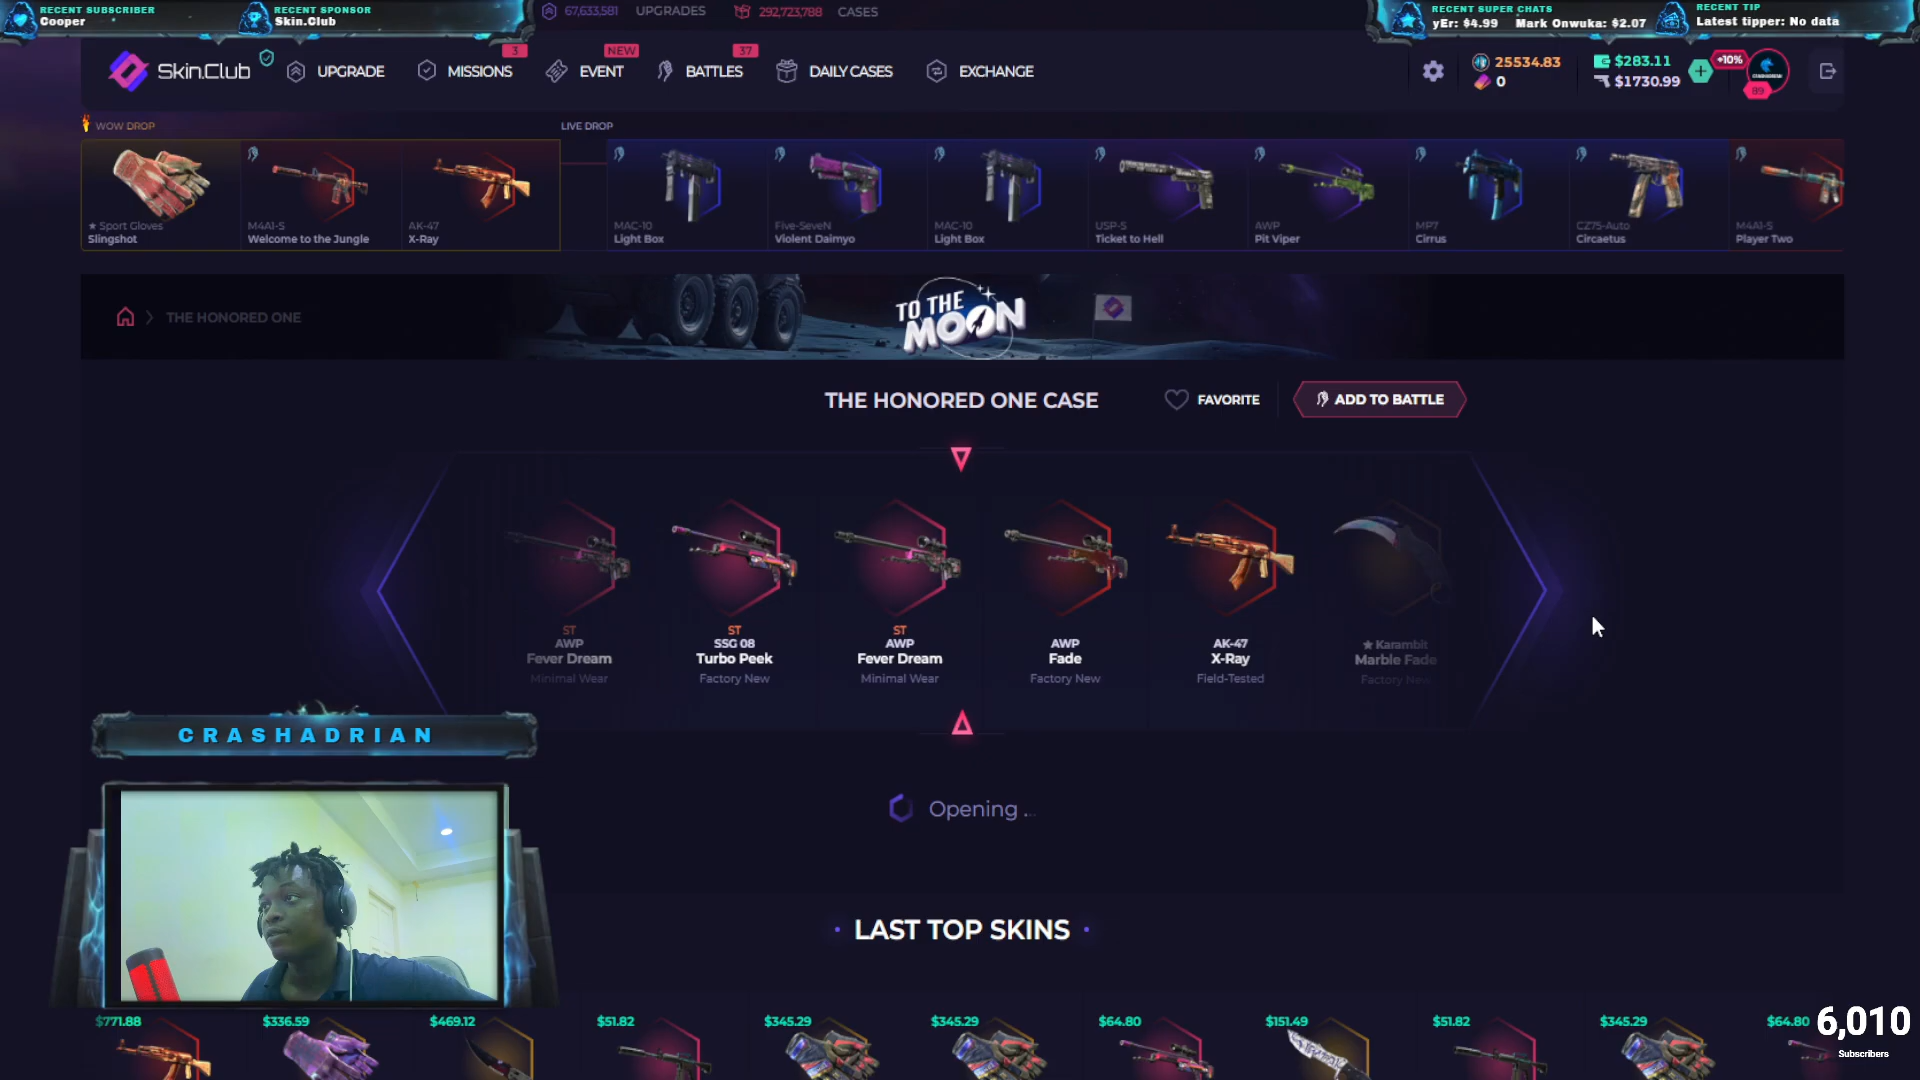 RECENT SUBSCRIBER
Cooper
RECENT SPONSOR
Skin.Club
67,633,581 UPGRADES
292,723,788 CASES
RECENT SUPER CHATS
yEr: $4.99 Mark Onwuka: $2.07
RECENT TIP
Latest tipper: No data
Skin.Club
UPGRADE
3
MISSIONS
NEW
EVENT
37
BATTLES
DAILY CASES
EXCHANGE
25534.83
0
$283.11
$1730.99
+10%
89
WOW DROP
LIVE DROP
★ Sport Gloves
Slingshot
M4A1-S
Welcome to the Jungle
AK-47
X-Ray
MAC-10
Light Box
Five-SeveN
Violent Daimyo
MAC-10
Light Box
USP-S
Ticket to Hell
AWP
Pit Viper
MP7
Cirrus
CZ75-Auto
Circaetus
M4A1-S
Player Two
THE HONORED ONE
TO THE
MOON
THE HONORED ONE CASE
FAVORITE
ADD TO BATTLE
ST
AWP
Fever Dream
Minimal Wear
ST
SSG 08
Turbo Peek
Factory New
ST
AWP
Fever Dream
Minimal Wear
AWP
Fade
Factory New
AK-47
X-Ray
Field-Tested
★ Karambit
Marble Fade
Factory New
CRASHADRIAN
Opening ...
LAST TOP SKINS
$771.88
$336.59
$469.12
$51.82
$345.29
$345.29
$64.80
$151.49
$51.82
$345.29
$64.80
6,010
Subscribers